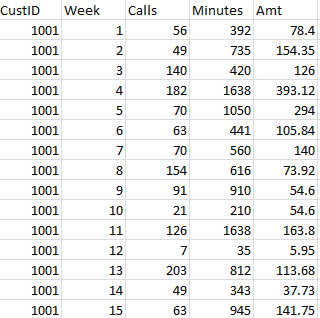 CustID Week Calls Minutes Amt
1001 1 56 392 78.4
1001 2 49 735 154.35
1001 3 140 420 126
1001 4 182 1638 393.12
1001 5 70 1050 294
1001 6 63 441 105.84
1001 7 70 560 140
1001 8 154 616 73.92
1001 9 91 910 54.6
1001 10 21 210 54.6
1001 11 126 1638 163.8
1001 12 7 35 5.95
1001 13 203 812 113.68
1001 14 49 343 37.73
1001 15 63 945 141.75